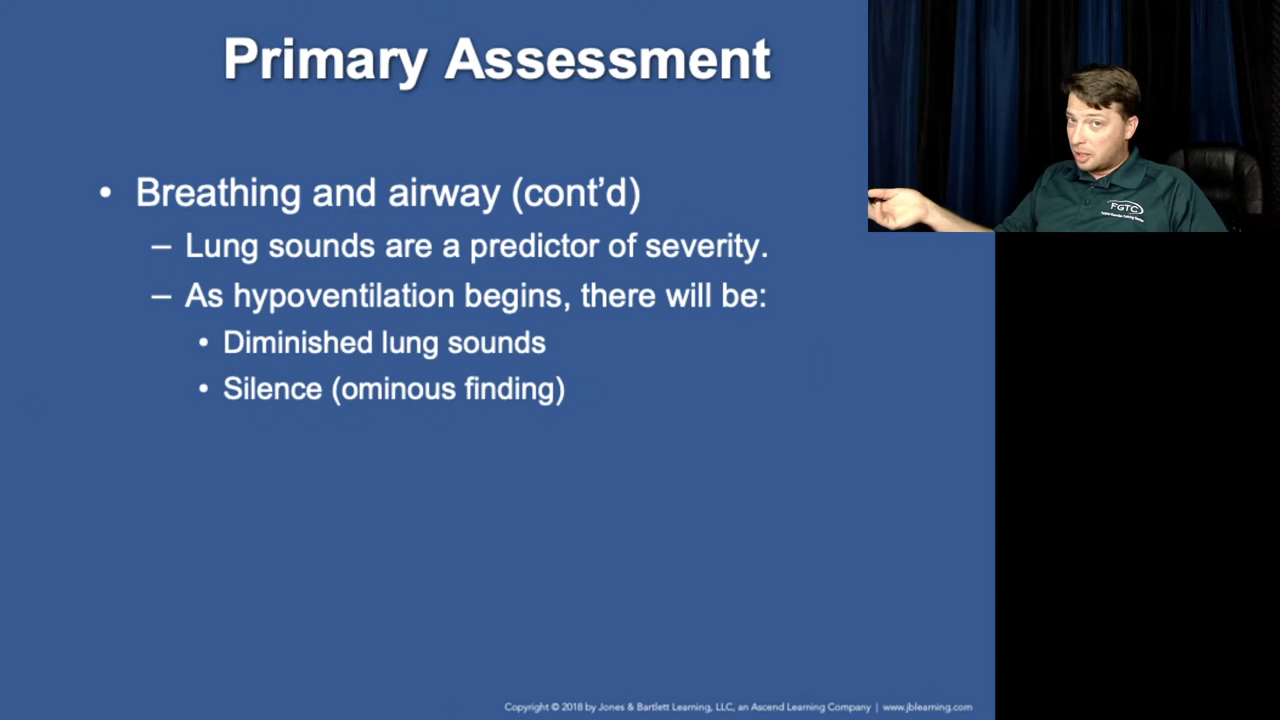 Primary Assessment
• Breathing and airway (cont’d)
– Lung sounds are a predictor of severity.
– As hypoventilation begins, there will be:
• Diminished lung sounds
• Silence (ominous finding)
FGTC
Copyright © 2018 by Jones & Bartlett Learning, LLC, an Ascend Learning Company | www.jblearning.com